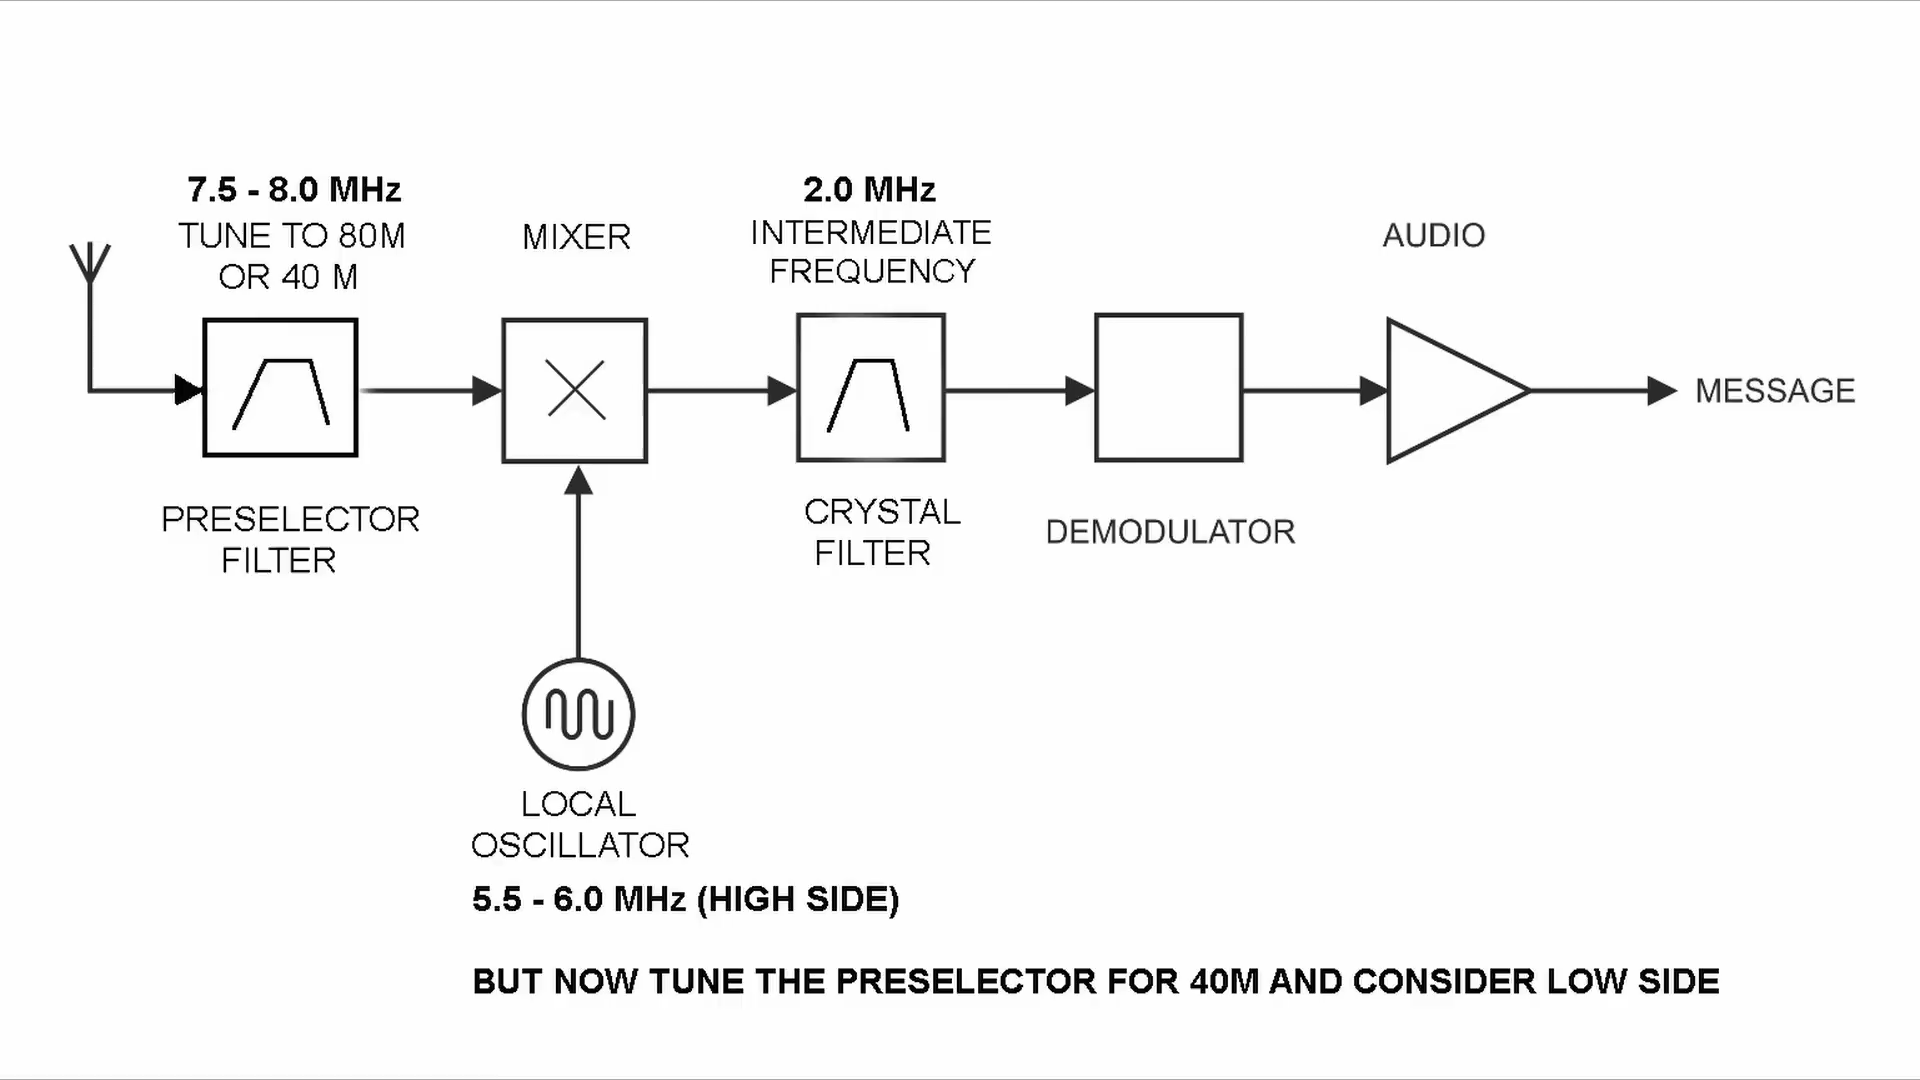 7.5 - 8.0 MHz
TUNE TO 80M
OR 40 M
MIXER
2.0 MHz
INTERMEDIATE
FREQUENCY
AUDIO
MESSAGE
PRESELECTOR
FILTER
CRYSTAL
FILTER
DEMODULATOR
LOCAL
OSCILLATOR
5.5 - 6.0 MHz (HIGH SIDE)
BUT NOW TUNE THE PRESELECTOR FOR 40M AND CONSIDER LOW SIDE